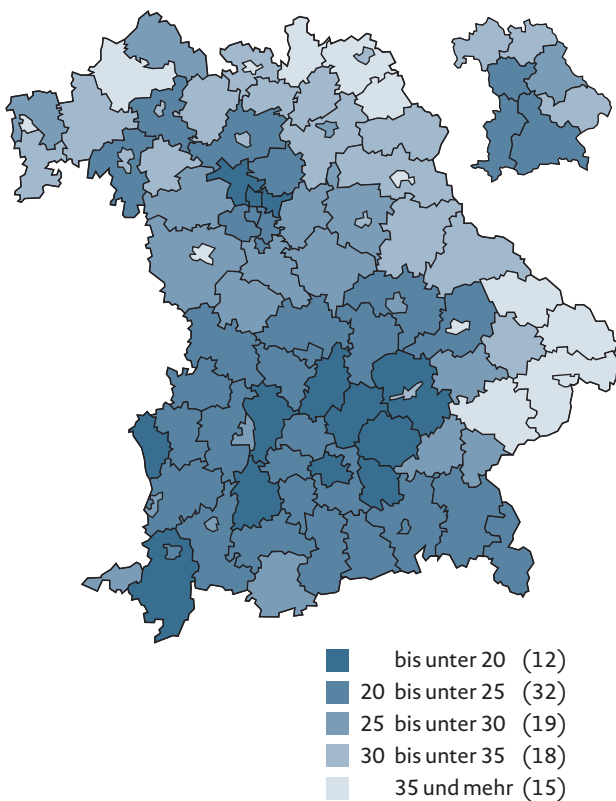 bis unter 20 (12)
20 bis unter 25 (32)
25 bis unter 30 (19)
30 bis unter 35 (18)
35 und mehr (15)